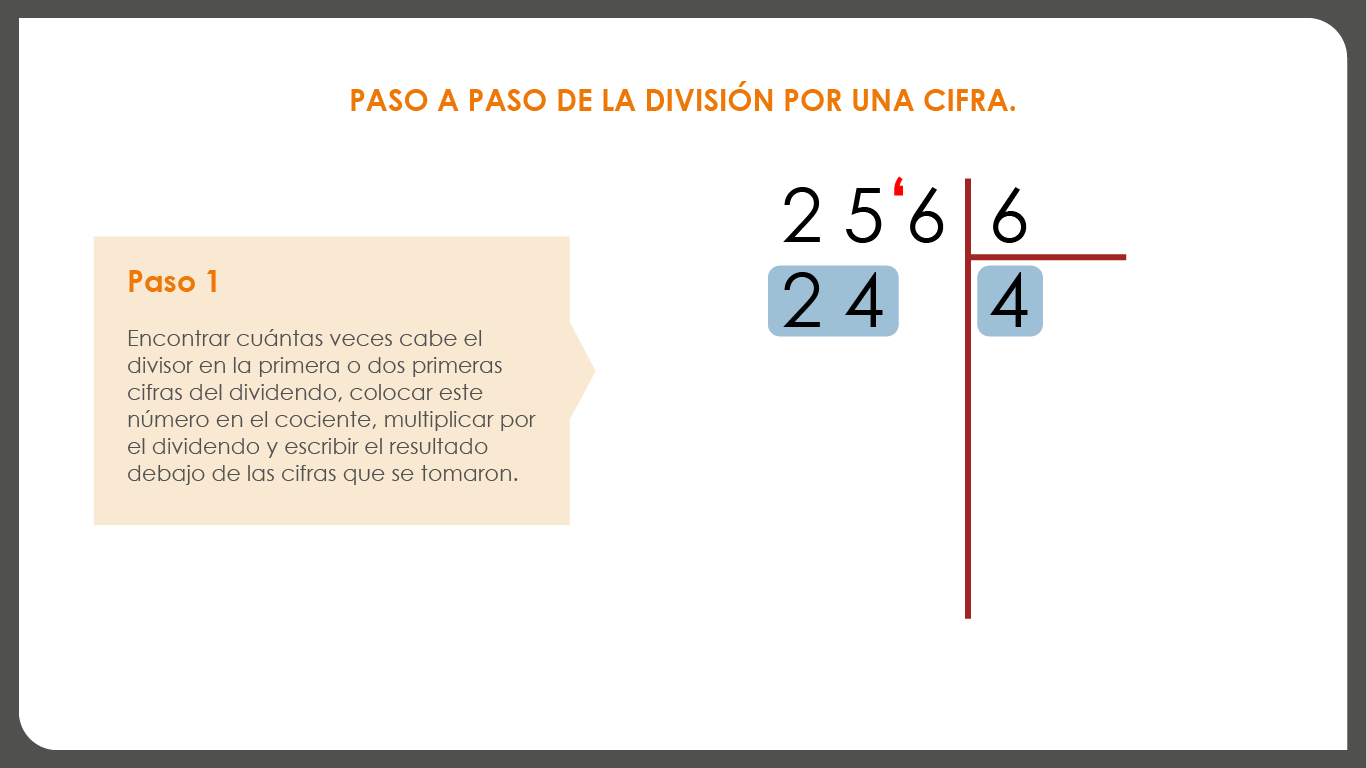 PASO A PASO DE LA DIVISIÓN POR UNA CIFRA.
Paso 1
Encontrar cuántas veces cabe el
divisor en la primera o dos primeras
cifras del dividendo, colocar este
número en el cociente, multiplicar por
el dividendo y escribir el resultado
debajo de las cifras que se tomaron.
2 5 ‘ 6 6
2 4 4